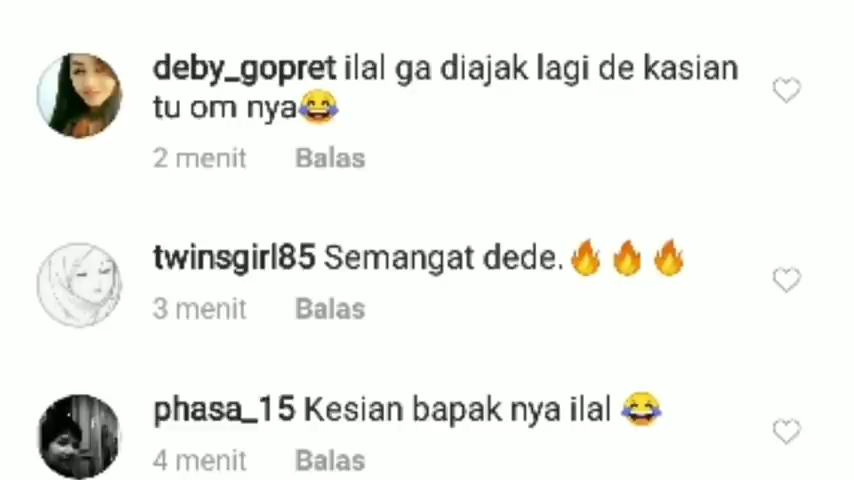 deby_gopret ilal ga diajak lagi de kasian
tu om nya😂
2 menit Balas
twinsgirl85 Semangat dede.🔥🔥🔥
3 menit Balas
phasa_15 Kesian bapak nya ilal 😂
4 menit Balas